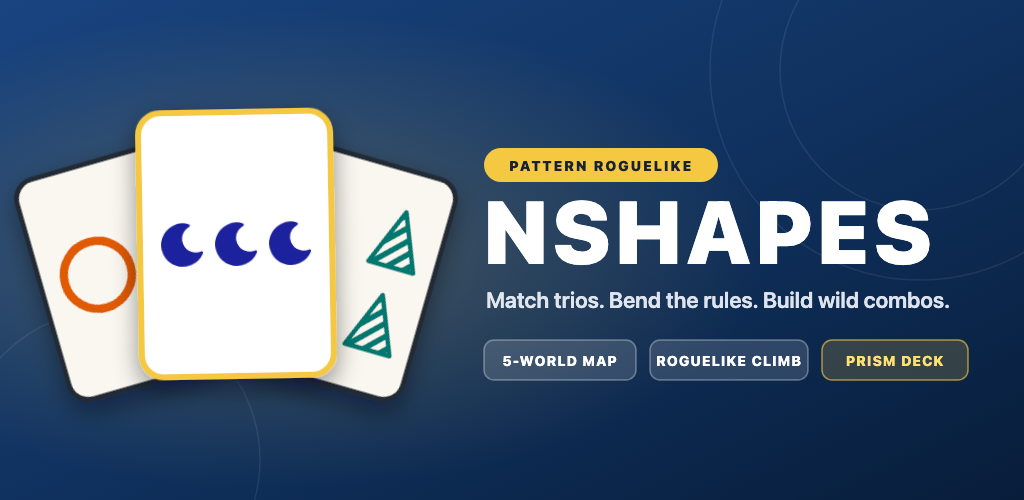 PATTERN ROGUELIKE
NSHAPES
Match trios. Bend the rules. Build wild combos.
5-WORLD MAP
ROGUELIKE CLIMB
PRISM DECK